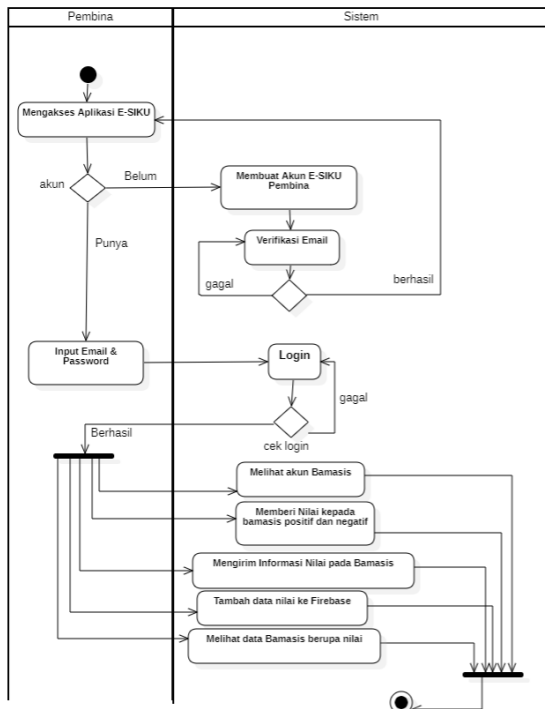 Pembina
Sistem
Mengakses Aplikasi E-SIKU
akun
Belum
Membuat Akun E-SIKU
Pembina
Punya
Verifikasi Email
gagal
berhasil
Input Email &
Password
Login
gagal
Berhasil
cek login
Melihat akun Bamasis
Memberi Nilai kepada
bamasis positif dan negatif
Mengirim Informasi Nilai pada Bamasis
Tambah data nilai ke Firebase
Melihat data Bamasis berupa nilai